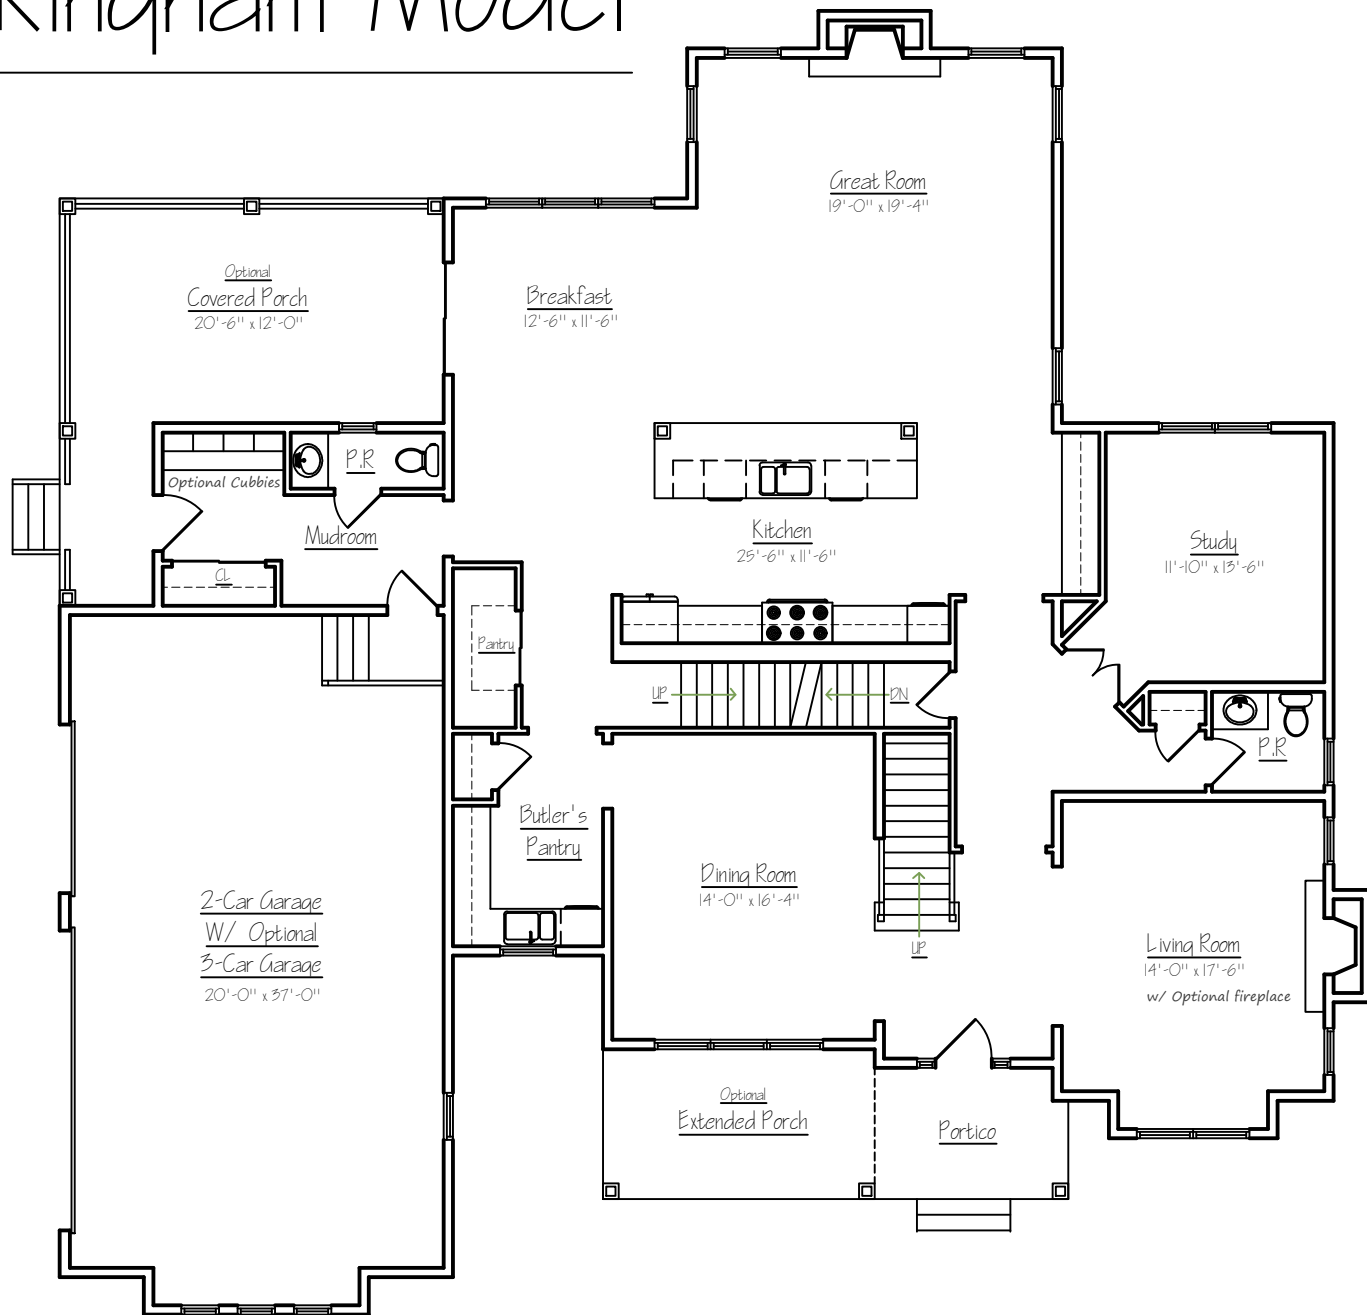 Model
Great Room
19'-0" x 19'-4"
Optional
Covered Porch
20'-6" x 12'-0"
Breakfast
12'-6" x 11'-6"
P.R
Optional Cubbies
Mudroom
CL
Kitchen
25'-6" x 11'-6"
Study
11'-10" x 13'-6"
Pantry
UP
DN
P.R
Butler's
Pantry
Dining Room
14'-0" x 16'-4"
UP
2-Car Garage
W/ Optional
3-Car Garage
20'-0" x 37'-0"
Living Room
14'-0" x 17'-6"
w/ Optional fireplace
Optional
Extended Porch
Portico